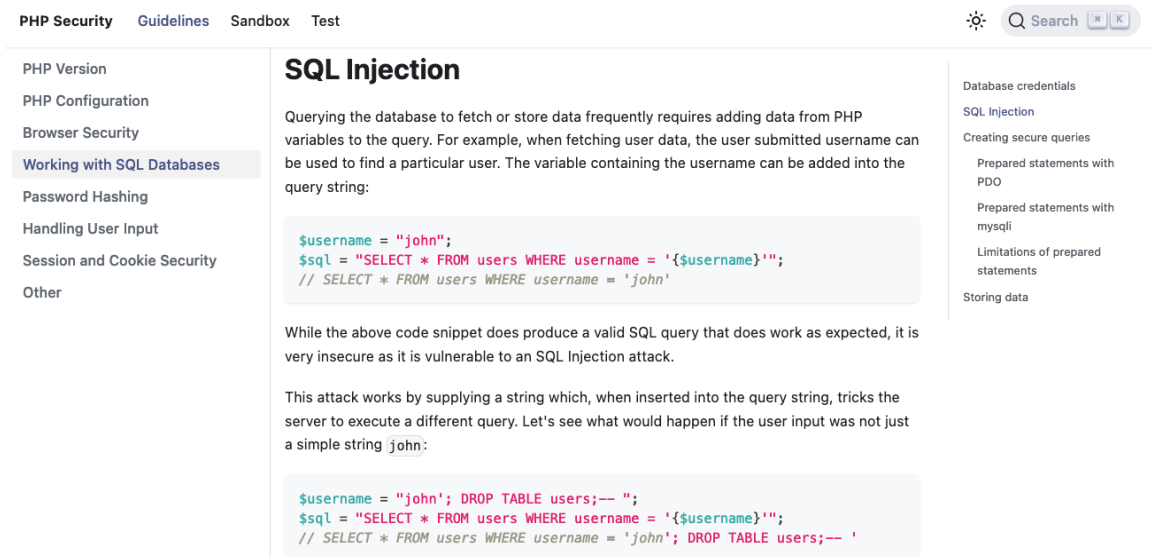 PHP Security Guidelines Sandbox Test Search ⌘ K
PHP Version
PHP Configuration
Browser Security
Working with SQL Databases
Password Hashing
Handling User Input
Session and Cookie Security
Other
SQL Injection
Querying the database to fetch or store data frequently requires adding data from PHP
variables to the query. For example, when fetching user data, the user submitted username can
be used to find a particular user. The variable containing the username can be added into the
query string:
$username = "john";
$sql = "SELECT * FROM users WHERE username = '{$username}'";
// SELECT * FROM users WHERE username = 'john'
While the above code snippet does produce a valid SQL query that does work as expected, it is
very insecure as it is vulnerable to an SQL Injection attack.
This attack works by supplying a string which, when inserted into the query string, tricks the
server to execute a different query. Let's see what would happen if the user input was not just
a simple string john:
$username = "john'; DROP TABLE users;-- ";
$sql = "SELECT * FROM users WHERE username = '{$username}'";
// SELECT * FROM users WHERE username = 'john'; DROP TABLE users;-- '
Database credentials
SQL Injection
Creating secure queries
Prepared statements with
PDO
Prepared statements with
mysqli
Limitations of prepared
statements
Storing data